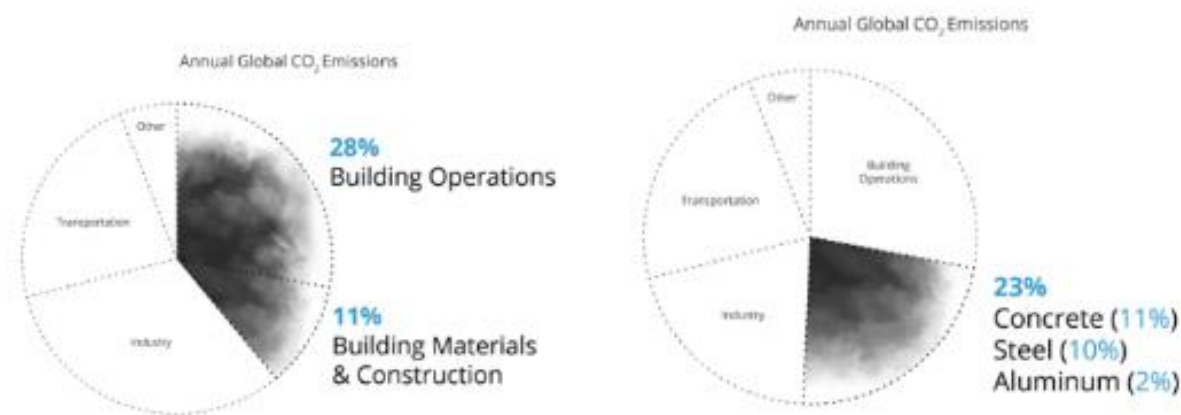 Annual Global CO2 Emissions
Other
28%
Building Operations
Transportation
11%
Building Materials
& Construction
Industry
Annual Global CO2 Emissions
Other
Building
Operations
Transportation
23%
Concrete (11%)
Steel (10%)
Aluminum (2%)
Industry